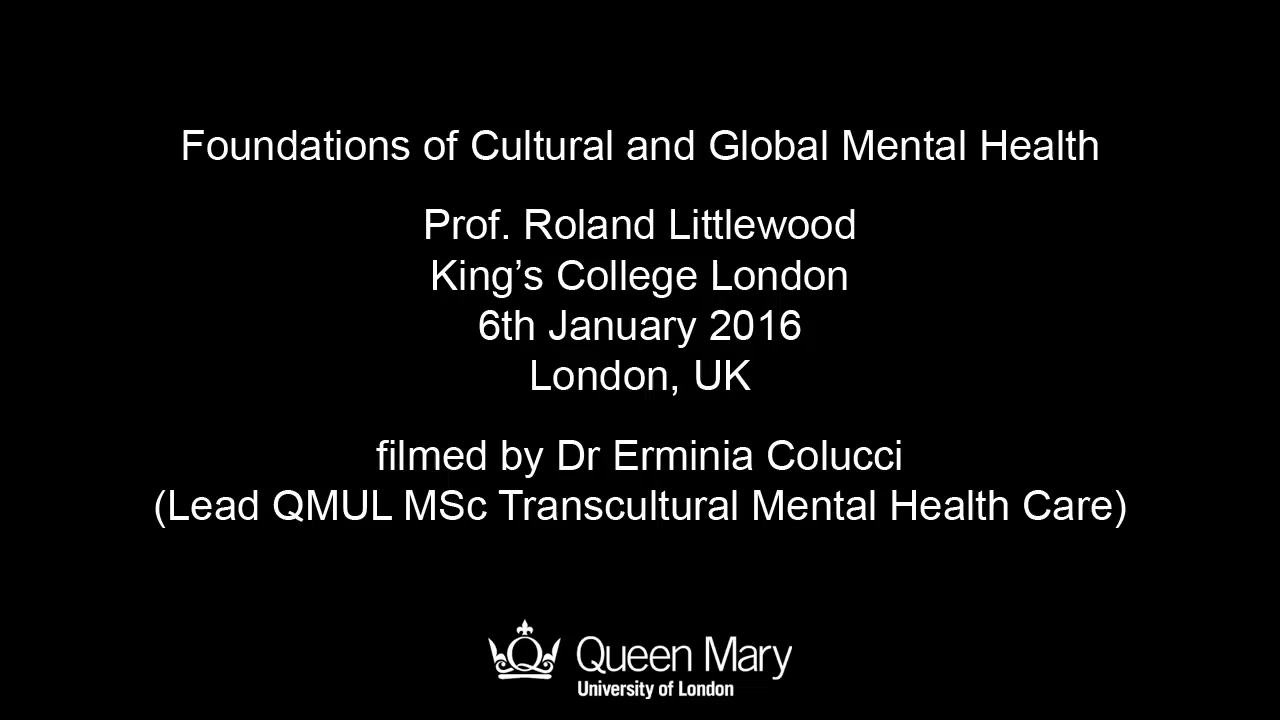 Foundations of Cultural and Global Mental Health
Prof. Roland Littlewood
King’s College London
6th January 2016
London, UK
filmed by Dr Erminia Colucci
(Lead QMUL MSc Transcultural Mental Health Care)
Queen Mary
University of London